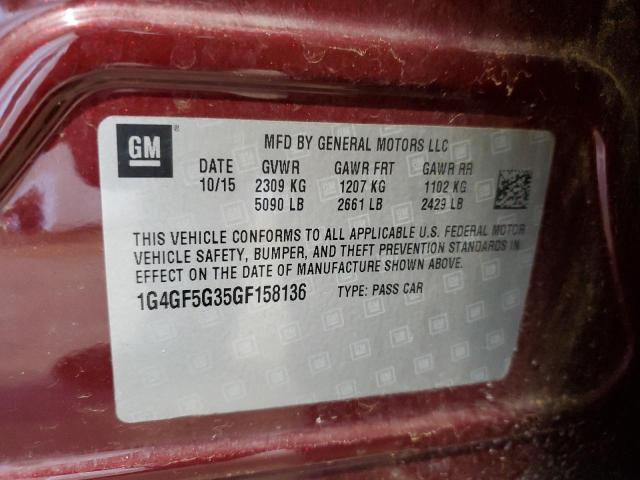 GM ®
MFD BY GENERAL MOTORS LLC
DATE GVWR GAWR FRT GAWR RR
10/15 2309 KG 1207 KG 1102 KG
5090 LB 2661 LB 2429 LB
THIS VEHICLE CONFORMS TO ALL APPLICABLE U.S. FEDERAL MOTOR
VEHICLE SAFETY, BUMPER, AND THEFT PREVENTION STANDARDS IN
EFFECT ON THE DATE OF MANUFACTURE SHOWN ABOVE.
1G4GF5G35GF158136 TYPE: PASS CAR